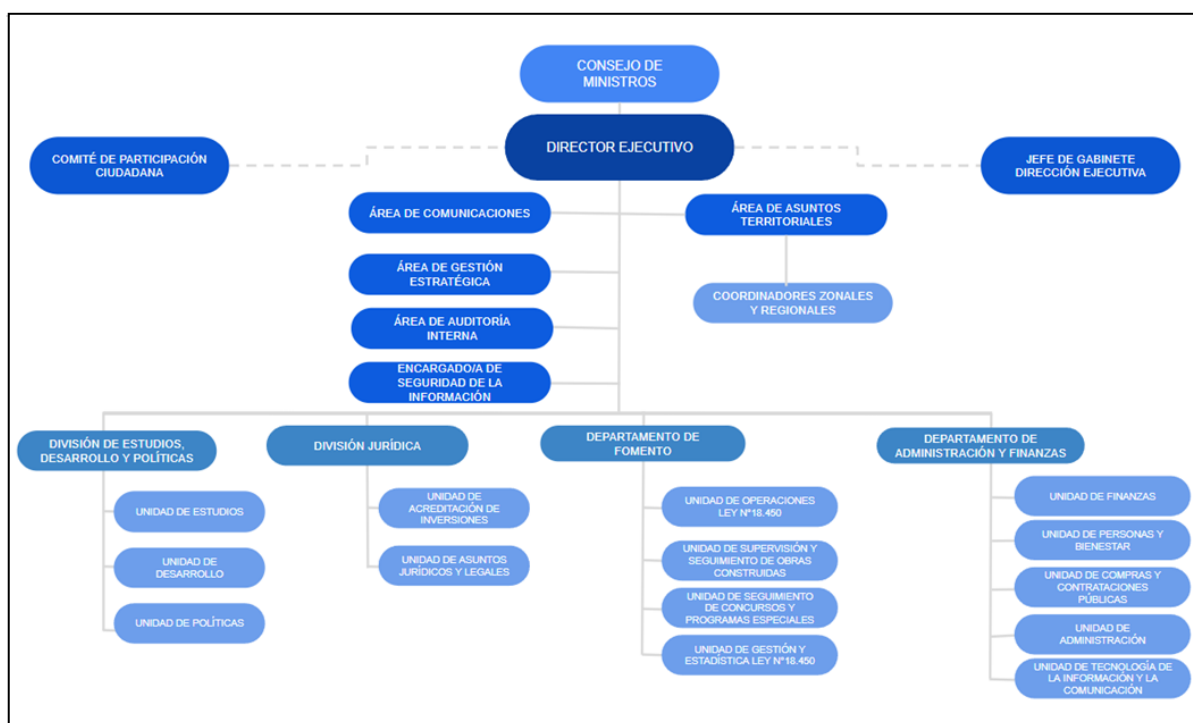 CONSEJO DE
MINISTROS
DIRECTOR EJECUTIVO
COMITÉ DE PARTICIPACIÓN
CIUDADANA
JEFE DE GABINETE
DIRECCIÓN EJECUTIVA
ÁREA DE COMUNICACIONES
ÁREA DE ASUNTOS
TERRITORIALES
ÁREA DE GESTIÓN
ESTRATÉGICA
COORDINADORES ZONALES
Y REGIONALES
ÁREA DE AUDITORÍA
INTERNA
ENCARGADO/A DE
SEGURIDAD DE LA
INFORMACIÓN
DIVISIÓN DE ESTUDIOS,
DESARROLLO Y POLÍTICAS
UNIDAD DE ESTUDIOS
UNIDAD DE
DESARROLLO
UNIDAD DE POLÍTICAS
DIVISIÓN JURÍDICA
UNIDAD DE
ACREDITACIÓN DE
INVERSIONES
UNIDAD DE ASUNTOS
JURÍDICOS Y LEGALES
DEPARTAMENTO DE
FOMENTO
UNIDAD DE OPERACIONES
LEY N°18.450
UNIDAD DE SUPERVISIÓN Y
SEGUIMIENTO DE OBRAS
CONSTRUIDAS
UNIDAD DE SEGUIMIENTO
DE CONCURSOS Y
PROGRAMAS ESPECIALES
UNIDAD DE GESTIÓN Y
ESTADÍSTICA LEY N°18.450
DEPARTAMENTO DE
ADMINISTRACIÓN Y FINANZAS
UNIDAD DE FINANZAS
UNIDAD DE PERSONAS Y
BIENESTAR
UNIDAD DE COMPRAS Y
CONTRATACIONES
PÚBLICAS
UNIDAD DE
ADMINISTRACIÓN
UNIDAD DE TECNOLOGÍA DE
LA INFORMACIÓN Y LA
COMUNICACIÓN